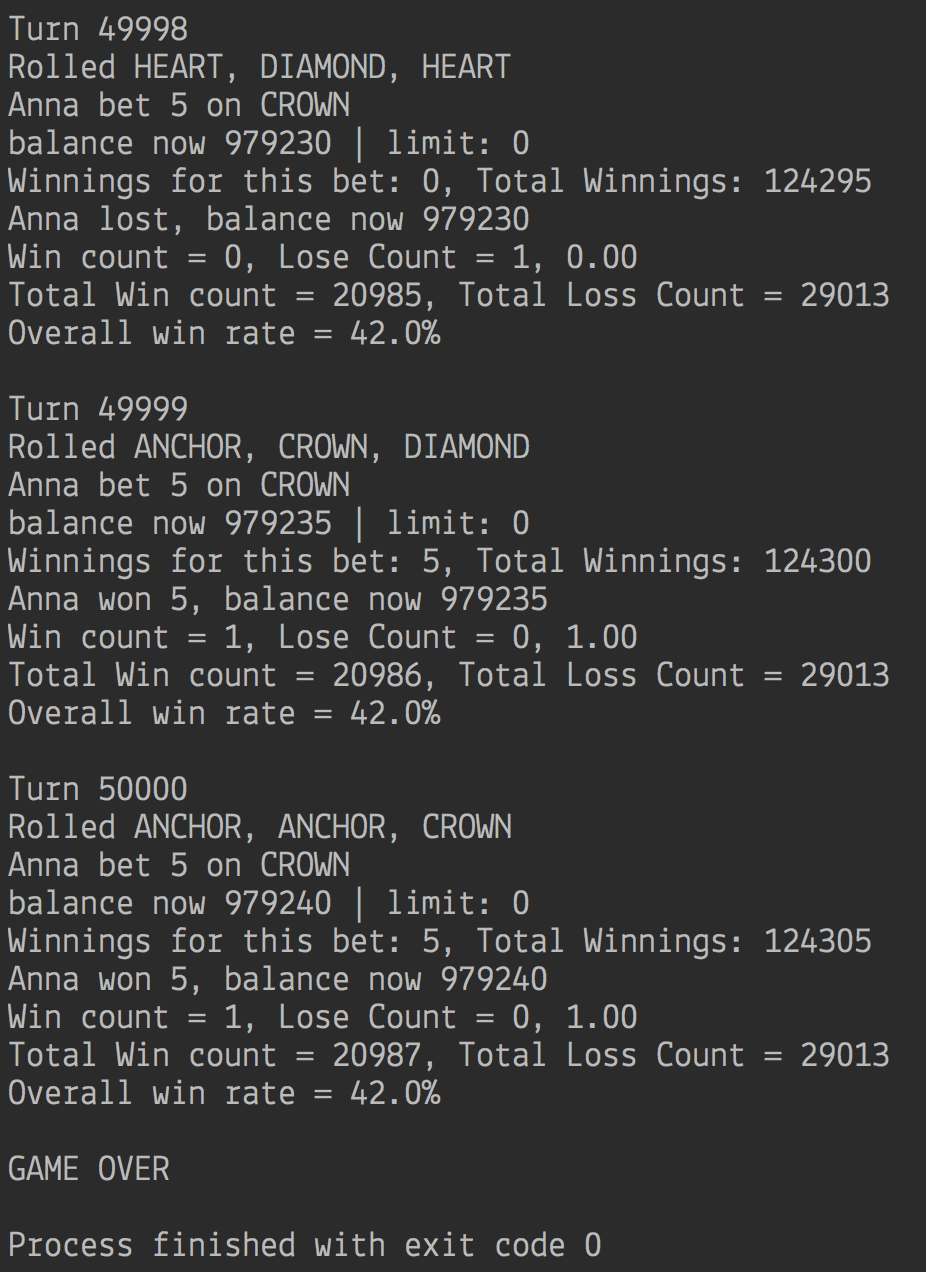 Turn 49998
Rolled HEART, DIAMOND, HEART
Anna bet 5 on CROWN
balance now 979230 | limit: 0
Winnings for this bet: 0, Total Winnings: 124295
Anna lost, balance now 979230
Win count = 0, Lose Count = 1, 0.00
Total Win count = 20985, Total Loss Count = 29013
Overall win rate = 42.0%

Turn 49999
Rolled ANCHOR, CROWN, DIAMOND
Anna bet 5 on CROWN
balance now 979235 | limit: 0
Winnings for this bet: 5, Total Winnings: 124300
Anna won 5, balance now 979235
Win count = 1, Lose Count = 0, 1.00
Total Win count = 20986, Total Loss Count = 29013
Overall win rate = 42.0%

Turn 50000
Rolled ANCHOR, ANCHOR, CROWN
Anna bet 5 on CROWN
balance now 979240 | limit: 0
Winnings for this bet: 5, Total Winnings: 124305
Anna won 5, balance now 979240
Win count = 1, Lose Count = 0, 1.00
Total Win count = 20987, Total Loss Count = 29013
Overall win rate = 42.0%

GAME OVER

Process finished with exit code 0